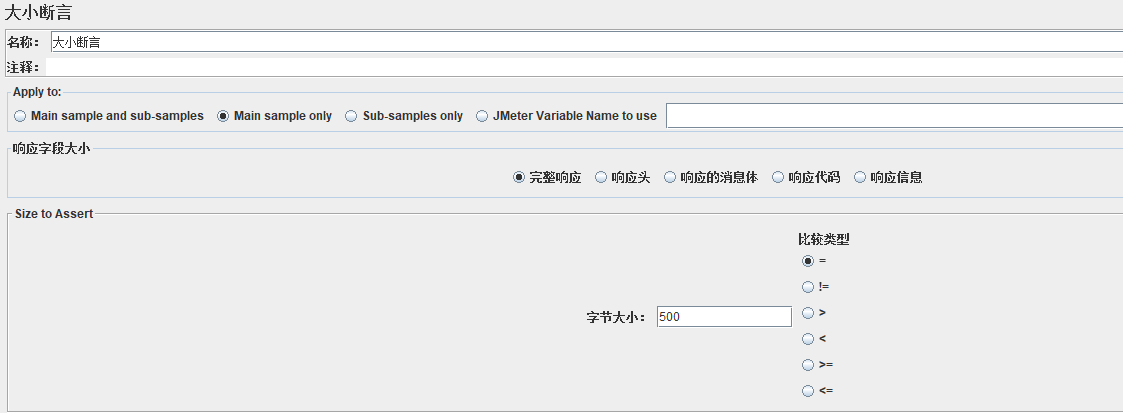 大小断言
名称： 大小断言
注释：
Apply to:
Main sample and sub-samples Main sample only Sub-samples only JMeter Variable Name to use
响应字段大小
完整响应 响应头 响应的消息体 响应代码 响应信息
Size to Assert
比较类型
=
!=
>
字节大小： 500
<
>=
<=